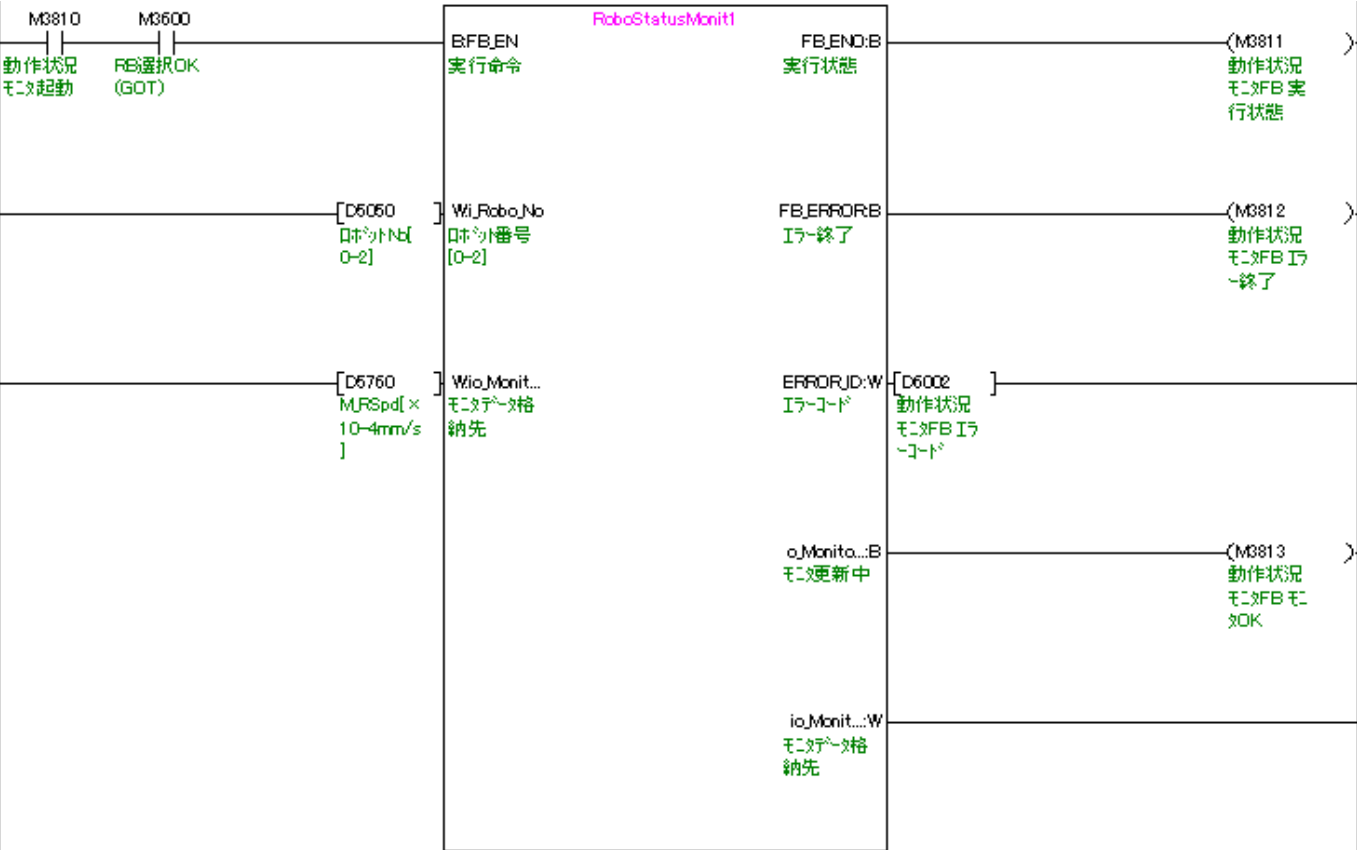 M3810
M3600
RoboStatusMonit1
B:FB_EN
FB_ENO:B
(M3811 )
動作状況
ﾓﾆﾀ起動
RB選択OK
(GOT)
実行命令
実行状態
動作状況
ﾓﾆﾀFB 実
行状態
[D5050 ]
W:i_Robo_No
FB_ERROR:B
(M3812 )
ﾛﾎﾞｯﾄNo[
0-2]
ﾛﾎﾞｯﾄ番号
[0-2]
ｴﾗｰ終了
動作状況
ﾓﾆﾀFB ｴﾗ
ｰ終了
[D5760 ]
W:io_Monit...
ERROR_ID:W
[D6002 ]
M_RSpd[×
10-4mm/s
]
ﾓﾆﾀﾃﾞｰﾀ格
納先
ｴﾗｰｺｰﾄﾞ
動作状況
ﾓﾆﾀFB ｴﾗ
ｰｺｰﾄﾞ
o_Monito...:B
(M3813 )
ﾓﾆﾀ更新中
動作状況
ﾓﾆﾀFB ﾓﾆ
ﾀOK
io_Monit...:W
ﾓﾆﾀﾃﾞｰﾀ格
納先